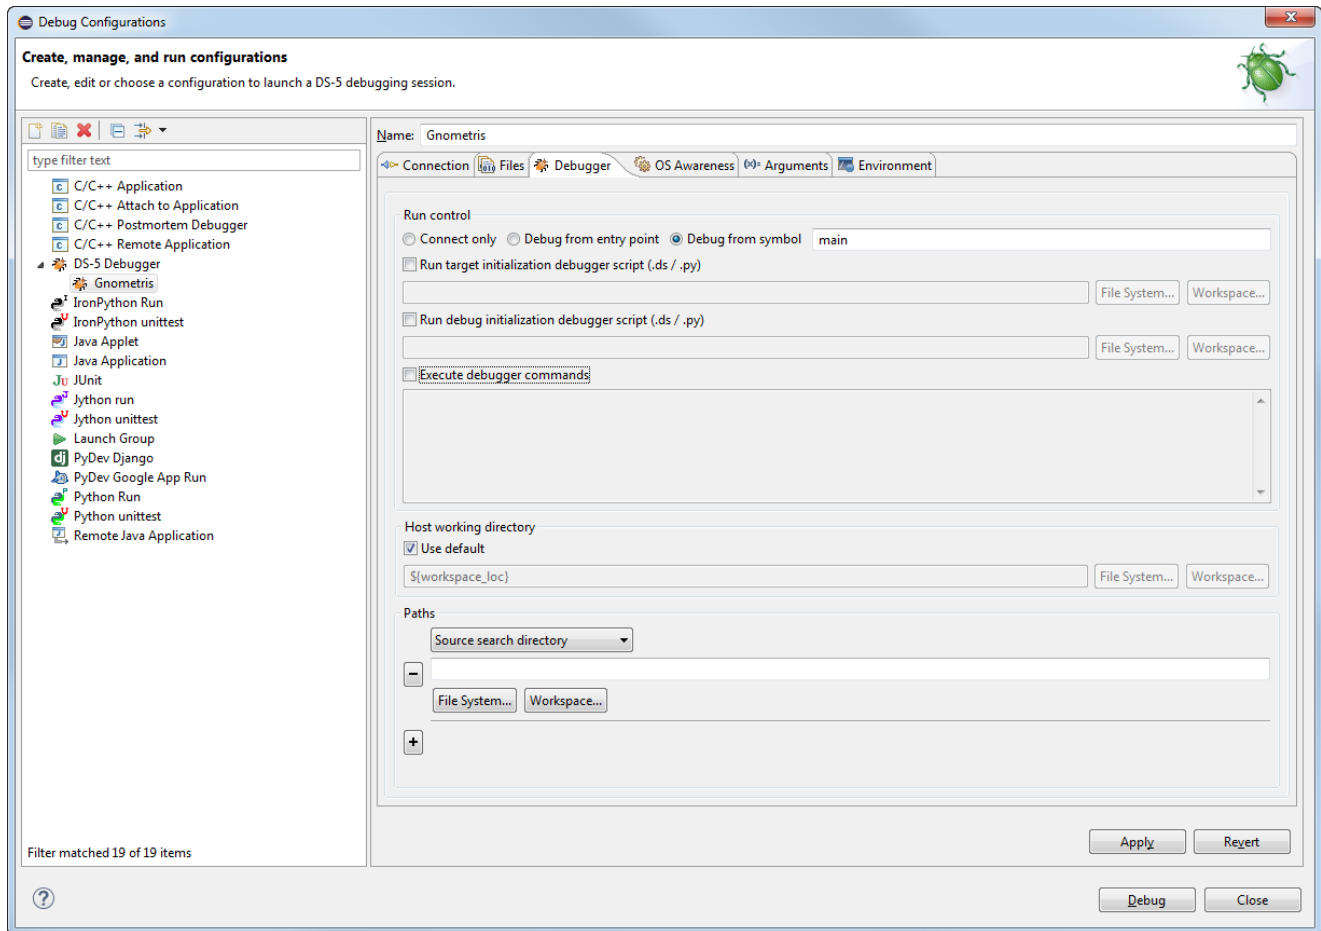 Debug Configurations
x
Create, manage, and run configurations
Create, edit or choose a configuration to launch a DS-5 debugging session.
type filter text
C/C++ Application
C/C++ Attach to Application
C/C++ Postmortem Debugger
C/C++ Remote Application
DS-5 Debugger
Gnometris
IronPython Run
IronPython unittest
Java Applet
Java Application
JUnit
Jython run
Jython unittest
Launch Group
PyDev Django
PyDev Google App Run
Python Run
Python unittest
Remote Java Application
Filter matched 19 of 19 items
Name: Gnometris
Connection Files Debugger OS Awareness (x)= Arguments Environment
Run control
Connect only Debug from entry point Debug from symbol main
Run target initialization debugger script (.ds / .py)
File System... Workspace...
Run debug initialization debugger script (.ds / .py)
File System... Workspace...
Execute debugger commands
Host working directory
Use default
${workspace_loc} File System... Workspace...
Paths
Source search directory
-
File System... Workspace...
+
Apply Revert
? Debug Close